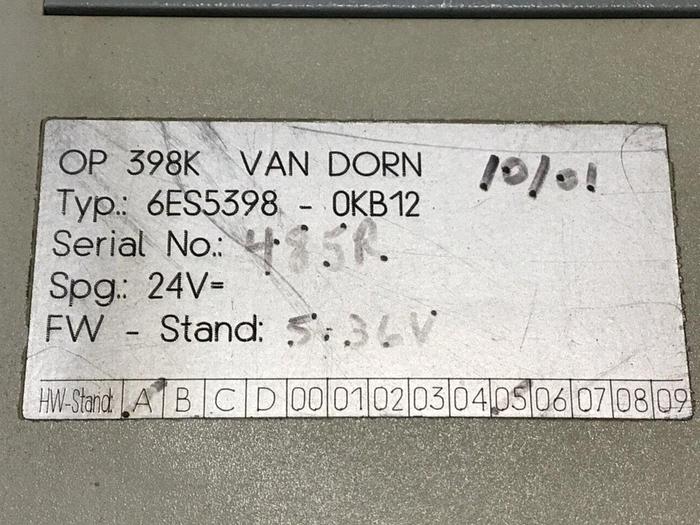 OP 398K VAN DORN 10/01
Typ.: 6ES5398 - 0KB12
Serial No.: 485R
Spg.: 24V=
FW - Stand: 5.36V
HW-Stand: A B C D 00 01 02 03 04 05 06 07 08 09